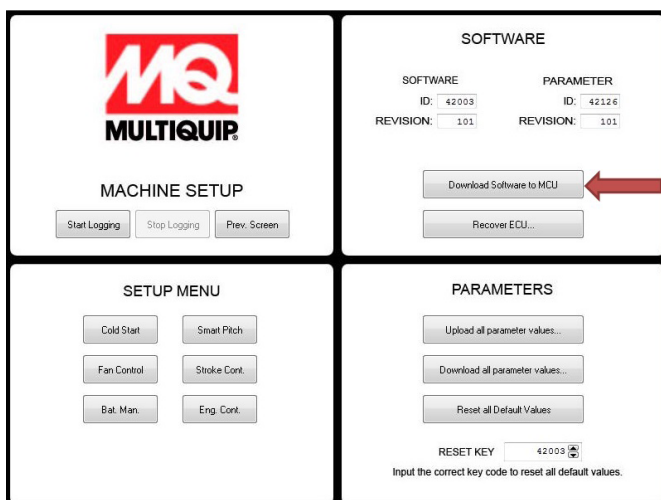 MQ
MULTIQUIP®
MACHINE SETUP
Start Logging Stop Logging Prev. Screen
SOFTWARE
SOFTWARE PARAMETER
ID: 42003 ID: 42126
REVISION: 101 REVISION: 101
Download Software to MCU
Recover ECU...
SETUP MENU
Cold Start Smart Pitch
Fan Control Stroke Cont.
Bat. Man. Eng. Cont.
PARAMETERS
Upload all parameter values...
Download all parameter values...
Reset all Default Values
RESET KEY 42003
Input the correct key code to reset all default values.